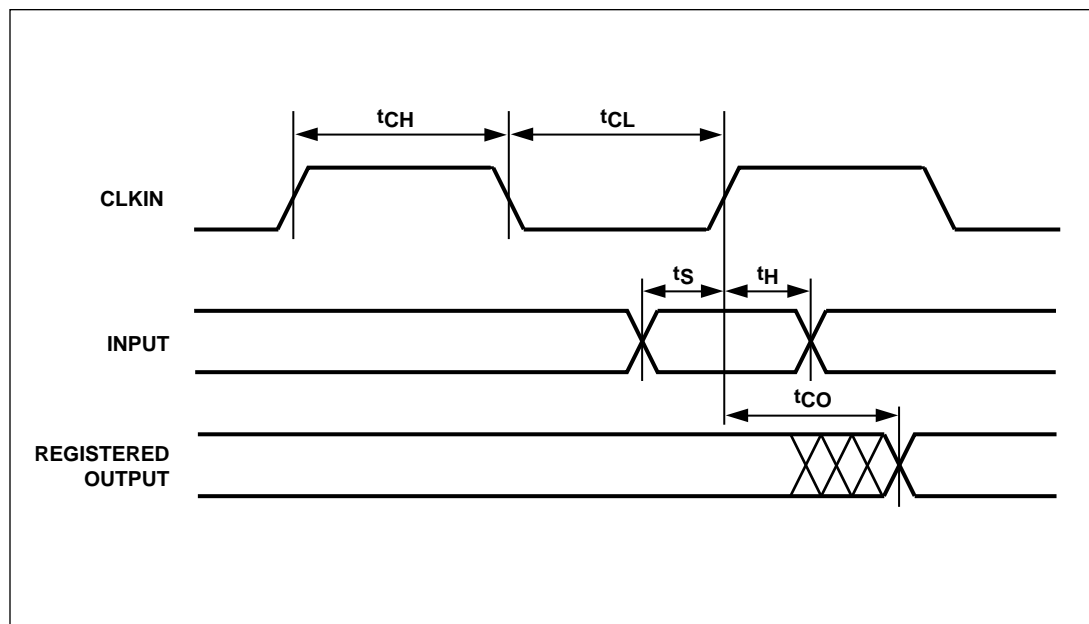 tCH
tCL
CLKIN
tS
tH
INPUT
tCO
REGISTERED
OUTPUT